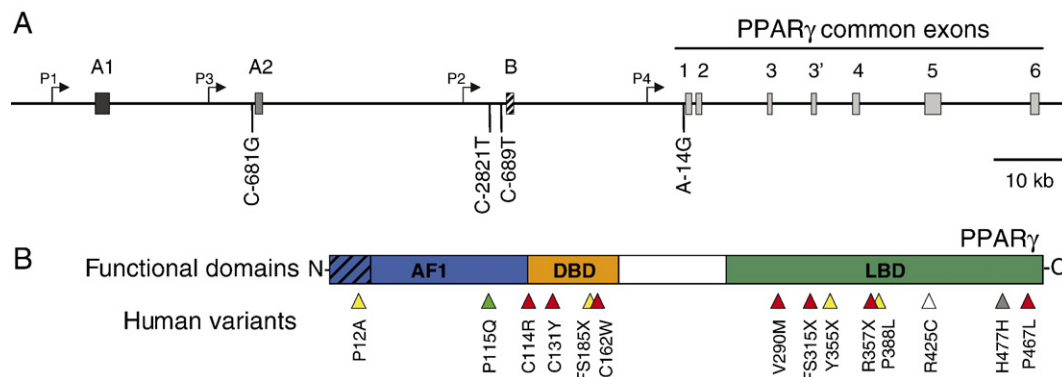 A
PPARγ common exons
P1 A1 P3 A2 P2 B P4 1 2 3 3' 4 5 6
C-681G
C-2821T
C-689T
A-14G
10 kb
B
PPARγ
Functional domains N- AF1 DBD LBD -C
Human variants
P12A
P115Q
C114R
C131Y
FS185X
C162W
V290M
FS315X
Y355X
R357X
P388L
R425C
H477H
P467L